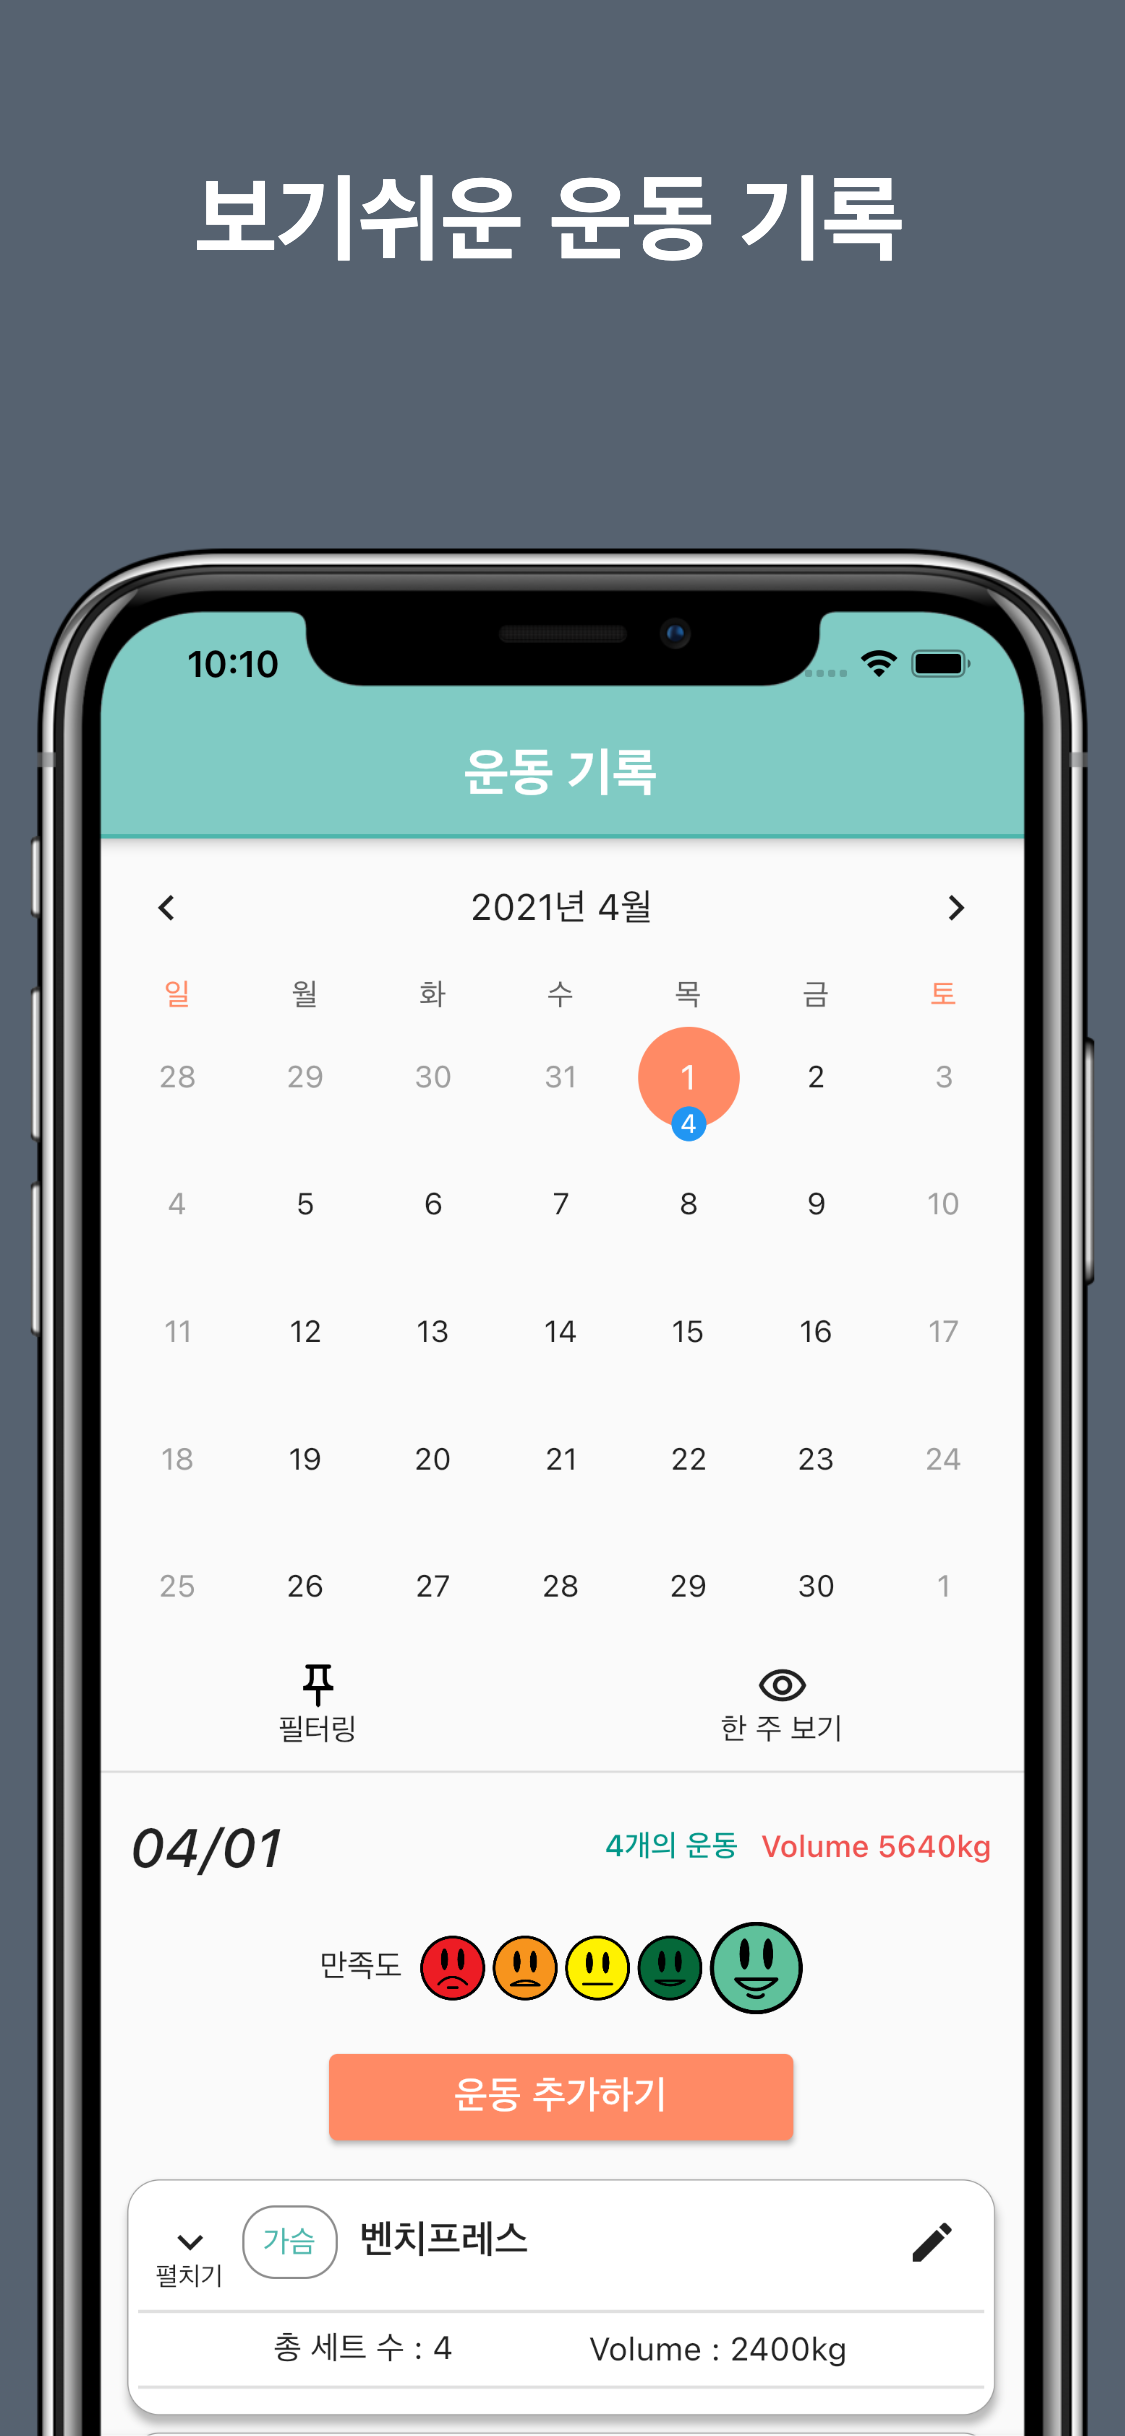 보기쉬운 운동 기록
10:10
운동 기록
2021년 4월
일 월 화 수 목 금 토
28 29 30 31 1 2 3
4
4 5 6 7 8 9 10
11 12 13 14 15 16 17
18 19 20 21 22 23 24
25 26 27 28 29 30 1
필터링 한 주 보기
04/01 4개의 운동 Volume 5640kg
만족도
운동 추가하기
펼치기 가슴 벤치프레스
총 세트 수 : 4 Volume : 2400kg